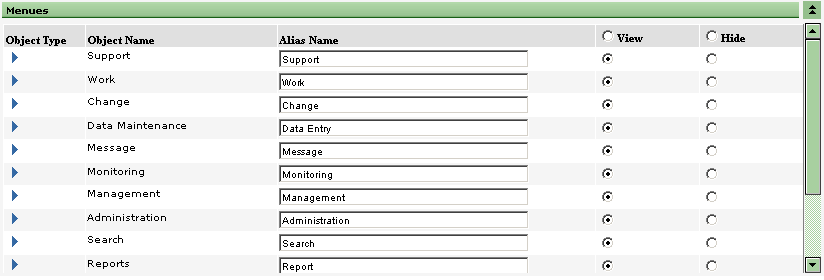 Menues
Object Type Object Name Alias Name View Hide
Support Support
Work Work
Change Change
Data Maintenance Data Entry
Message Message
Monitoring Monitoring
Management Management
Administration Administration
Search Search
Reports Report